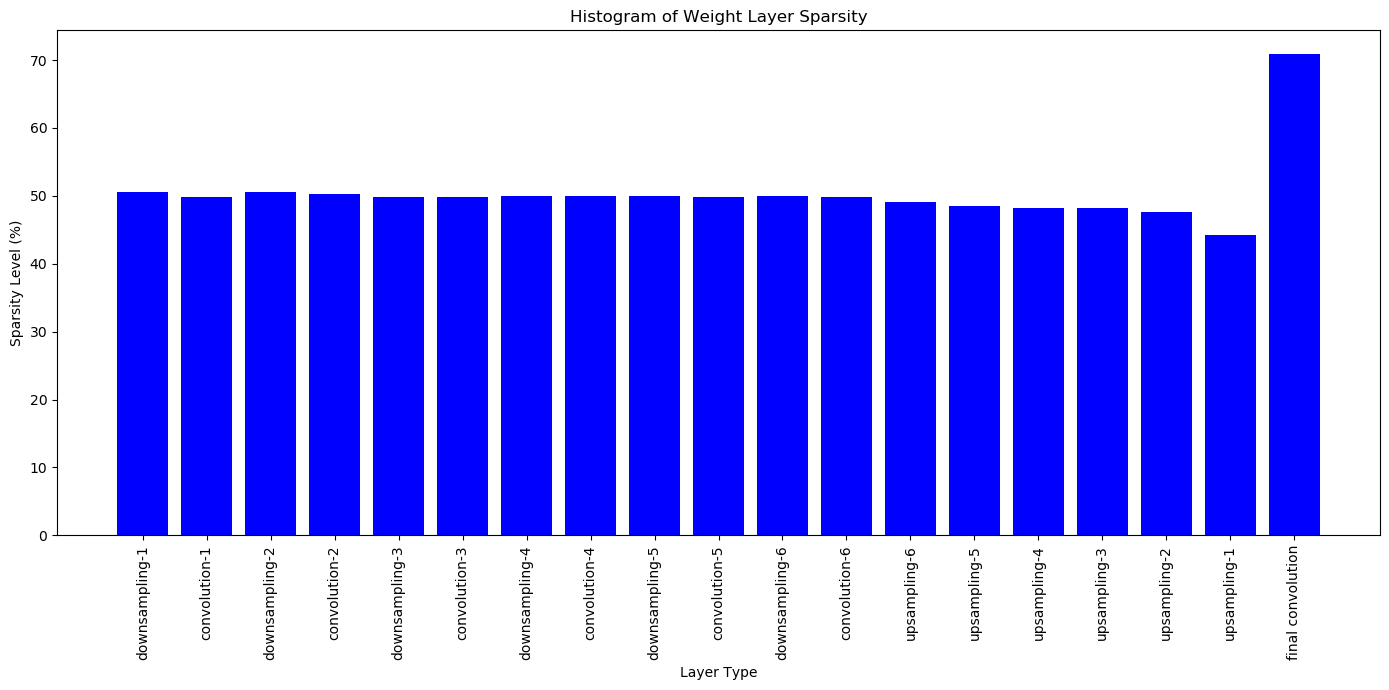 Histogram of Weight Layer Sparsity
Sparsity Level (%)
70
60
50
40
30
20
10
0
downsampling-1
convolution-1
downsampling-2
convolution-2
downsampling-3
convolution-3
downsampling-4
convolution-4
downsampling-5
convolution-5
downsampling-6
convolution-6
upsampling-6
upsampling-5
upsampling-4
upsampling-3
upsampling-2
upsampling-1
final convolution
Layer Type